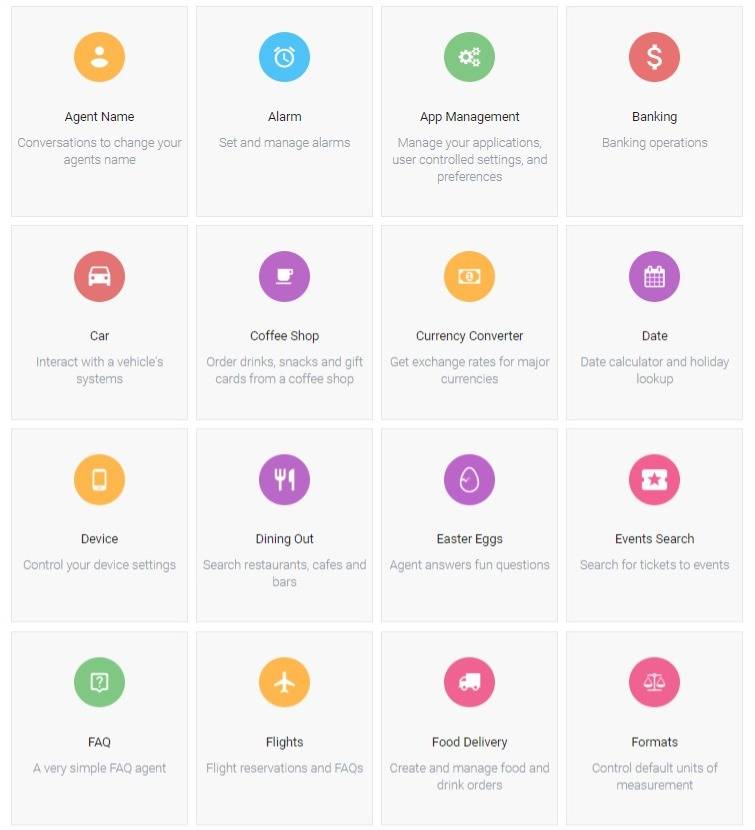 Agent Name
Conversations to change your
agents name
Alarm
Set and manage alarms
App Management
Manage your applications,
user controlled settings, and
preferences
Banking
Banking operations
Car
Interact with a vehicle's
systems
Coffee Shop
Order drinks, snacks and gift
cards from a coffee shop
Currency Converter
Get exchange rates for major
currencies
Date
Date calculator and holiday
lookup
Device
Control your device settings
Dining Out
Search restaurants, cafes and
bars
Easter Eggs
Agent answers fun questions
Events Search
Search for tickets to events
FAQ
A very simple FAQ agent
Flights
Flight reservations and FAQs
Food Delivery
Create and manage food and
drink orders
Formats
Control default units of
measurement